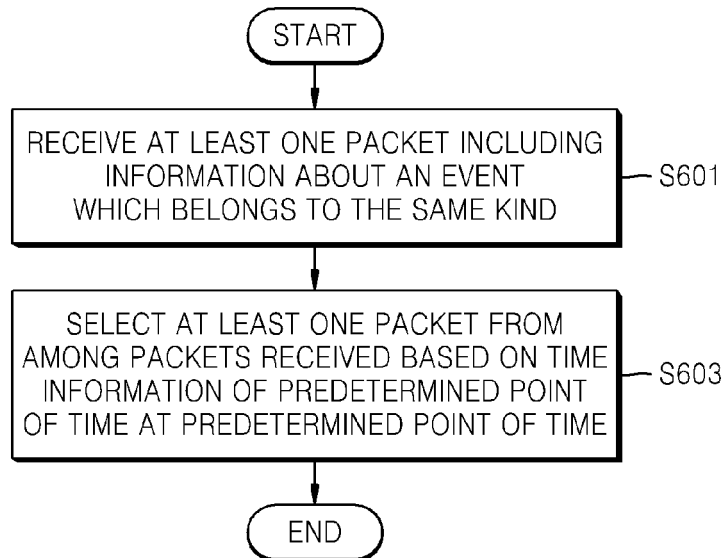 START
RECEIVE AT LEAST ONE PACKET INCLUDING
INFORMATION ABOUT AN EVENT
WHICH BELONGS TO THE SAME KIND
S601
SELECT AT LEAST ONE PACKET FROM
AMONG PACKETS RECEIVED BASED ON TIME
INFORMATION OF PREDETERMINED POINT
OF TIME AT PREDETERMINED POINT OF TIME
S603
END